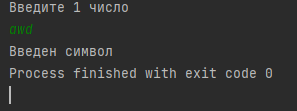 Введите 1 число
awd
Введен символ
Process finished with exit code 0